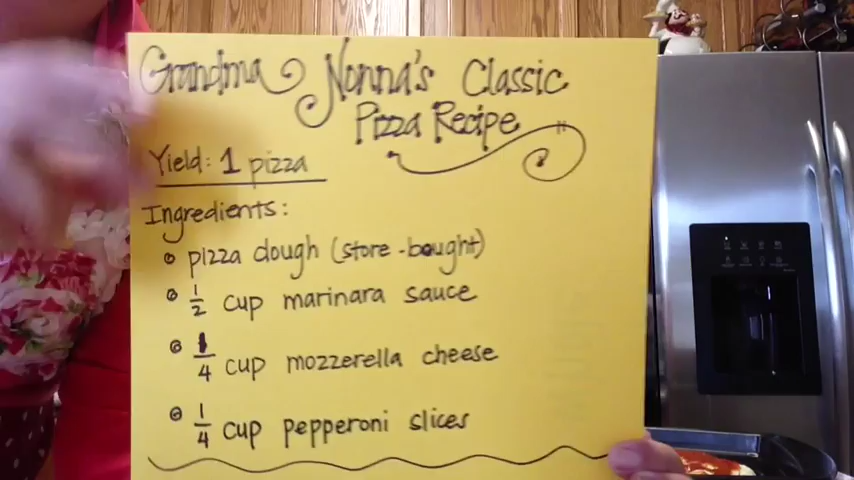 Grandma Nonna's Classic
Pizza Recipe
Yield: 1 pizza
Ingredients:
pizza dough (store-bought)
1/2 cup marinara sauce
1/4 cup mozzerella cheese
1/4 cup pepperoni slices